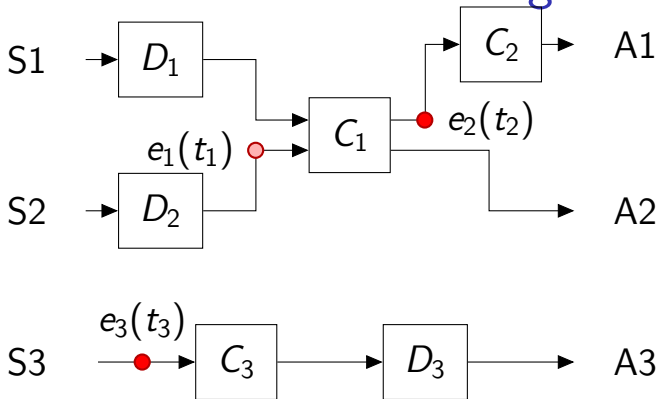 S1
D₁
C₂
A1
e₁(t₁)
C₁
e₂(t₂)
S2
D₂
A2
e₃(t₃)
S3
C₃
D₃
A3